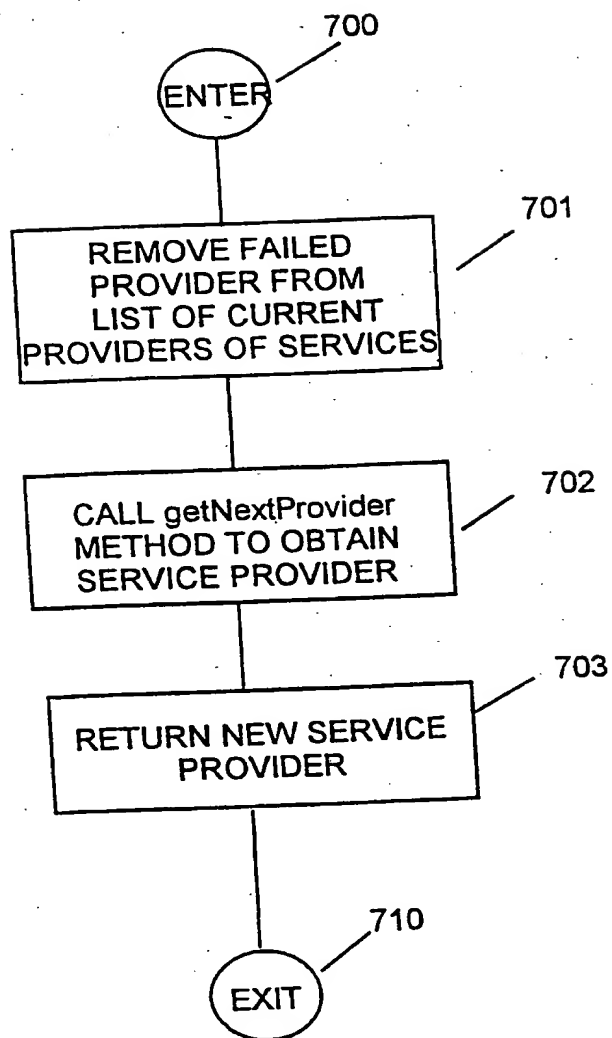 700
ENTER
701
REMOVE FAILED
PROVIDER FROM
LIST OF CURRENT
PROVIDERS OF SERVICES
702
CALL getNextProvider
METHOD TO OBTAIN
SERVICE PROVIDER
703
RETURN NEW SERVICE
PROVIDER
710
EXIT